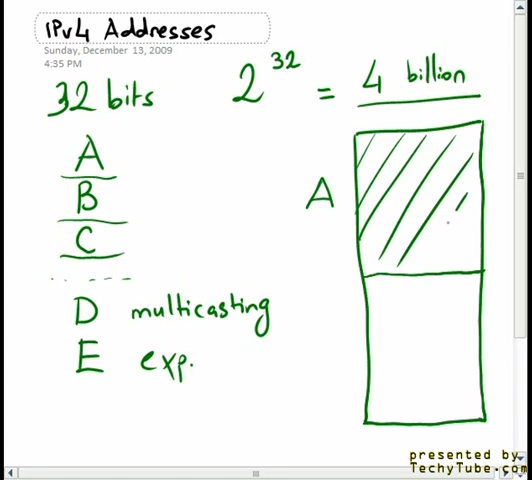 IPv4 Addresses
Sunday, December 13, 2009
4:35 PM
32 bits 2^32 = 4 billion
A
B
C
A
D multicasting
E exp.
presented by
TechyTube.com